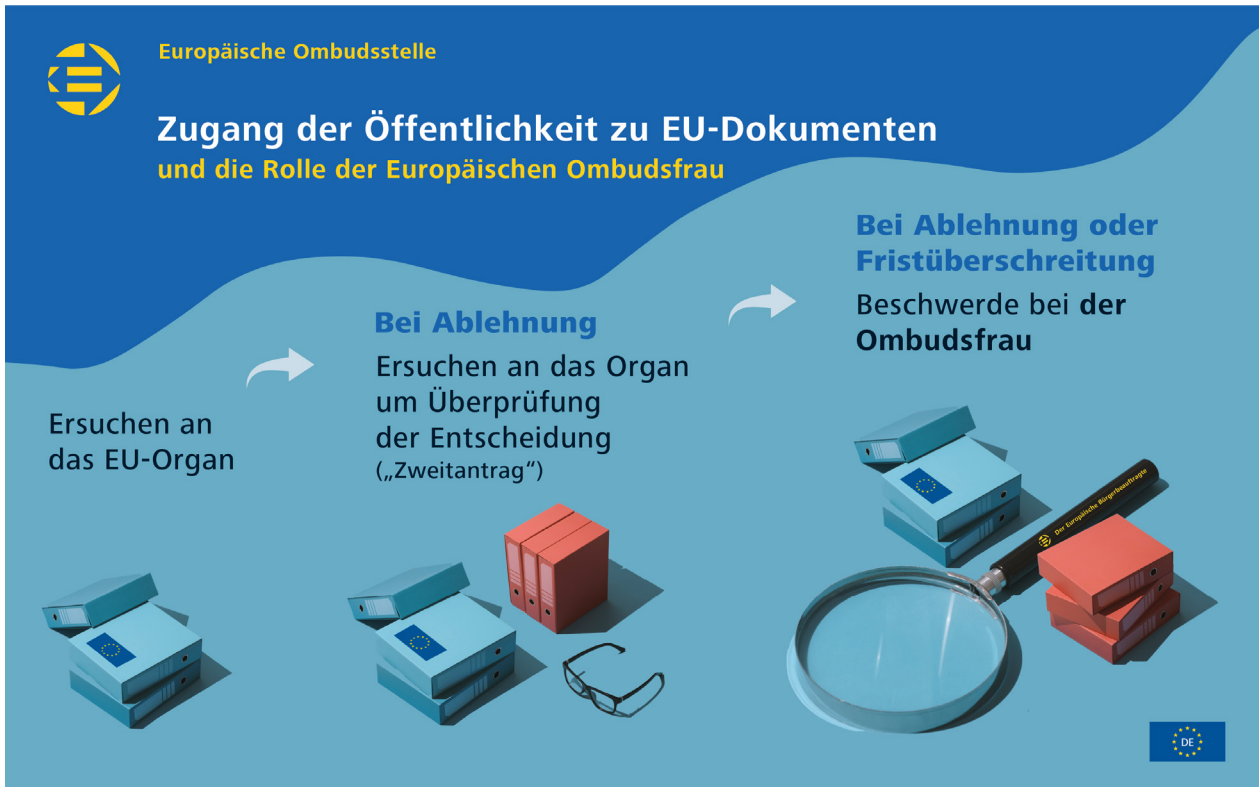 Europäische Ombudsstelle
Zugang der Öffentlichkeit zu EU-Dokumenten
und die Rolle der Europäischen Ombudsfrau
Ersuchen an
das EU-Organ
Bei Ablehnung
Ersuchen an das Organ
um Überprüfung
der Entscheidung
(„Zweitantrag“)
Bei Ablehnung oder
Fristüberschreitung
Beschwerde bei der
Ombudsfrau
Der Europäische Bürgerbeauftragte
DE